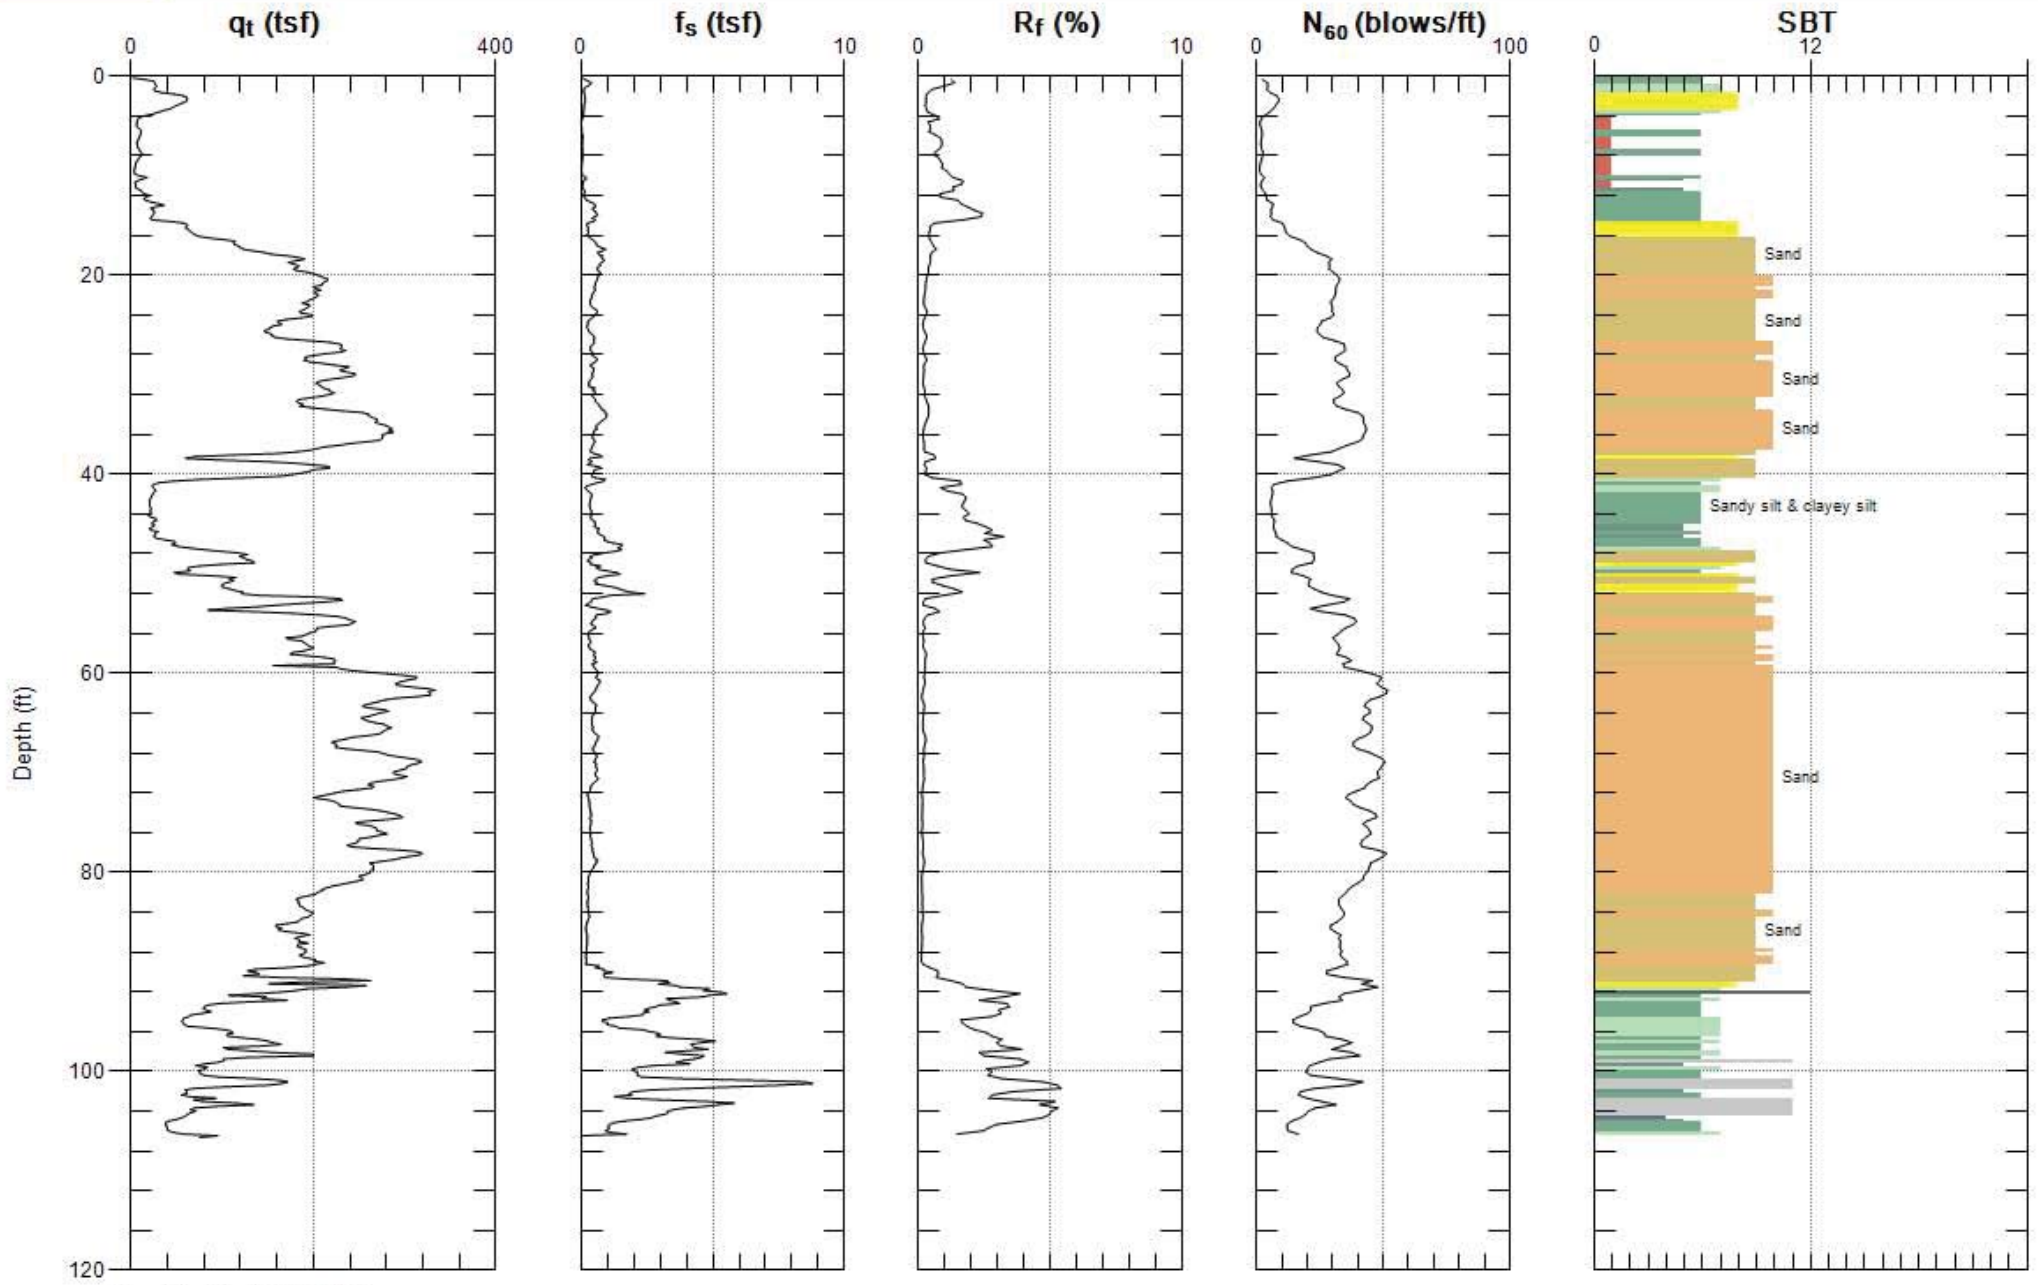 qt (tsf) fs (tsf) Rf (%) N60 (blows/ft) SBT
0 400 0 10 0 10 0 100 0 12
0
Sand
20
Sand
Sand
Sand
40
Sandy silt & clayey silt
60
Depth (ft)
Sand
80
Sand
100
120